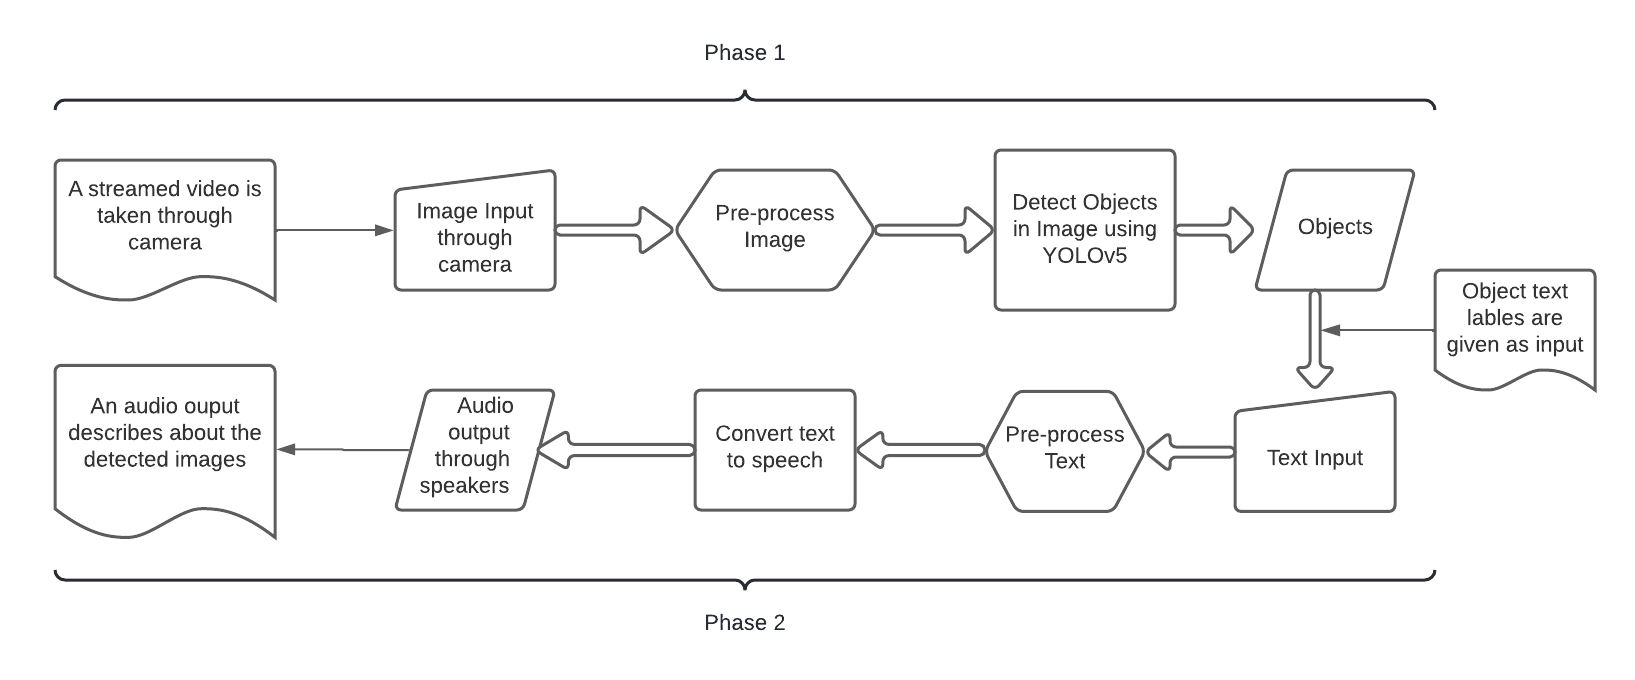 Phase 1
A streamed video is
taken through
camera
Image Input
through
camera
Pre-process
Image
Detect Objects
in Image using
YOLOv5
Objects
Object text
lables are
given as input
Text Input
Pre-process
Text
Convert text
to speech
Audio
output
through
speakers
An audio ouput
describes about the
detected images
Phase 2